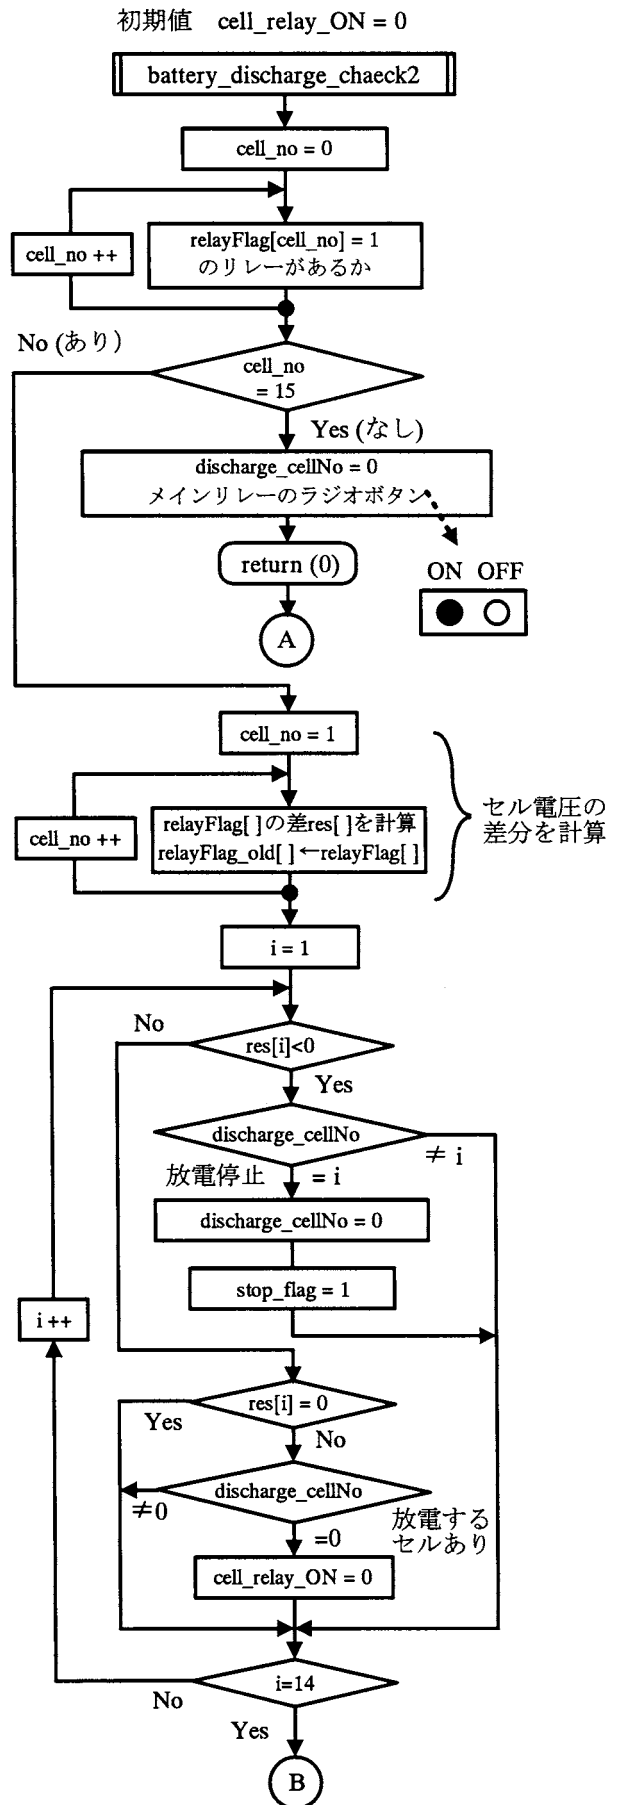 初期値 cell_relay_ON = 0
battery_discharge_chaeck2
cell_no = 0
cell_no ++
relayFlag[cell_no] = 1
のリレーがあるか
No (あり)
cell_no
= 15
Yes (なし)
discharge_cellNo = 0
メインリレーのラジオボタン
return (0)
ON OFF
A
cell_no = 1
cell_no ++
relayFlag[ ]の差res[ ]を計算
relayFlag_old[ ]←relayFlag[ ]
セル電圧の
差分を計算
i = 1
No
res[i]<0
Yes
discharge_cellNo
≠ i
放電停止 = i
discharge_cellNo = 0
stop_flag = 1
i ++
res[i] = 0
Yes
No
discharge_cellNo
≠0
放電する
セルあり
=0
cell_relay_ON = 0
i=14
No
Yes
B